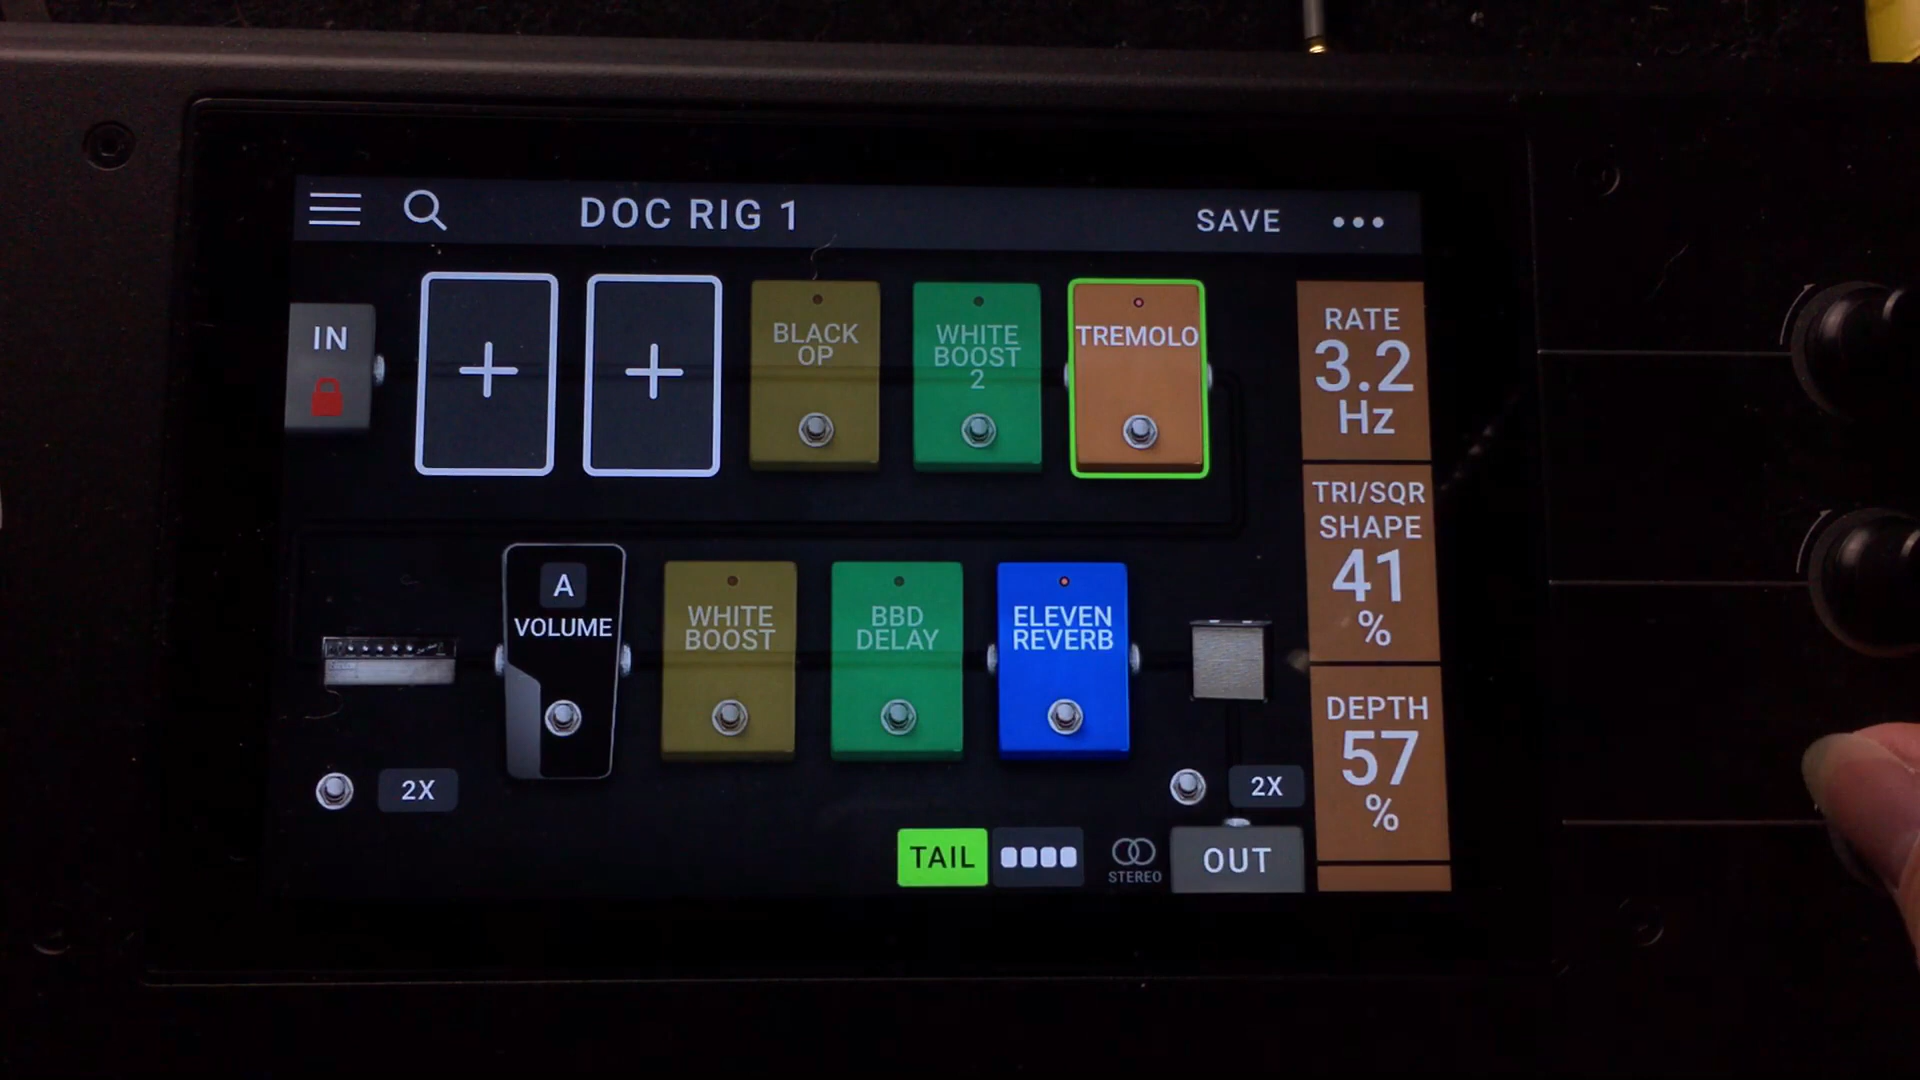 DOC RIG 1
SAVE
IN
BLACK
OP
WHITE
BOOST
2
TREMOLO
RATE
3.2
Hz
TRI/SQR
SHAPE
41
%
DEPTH
57
%
A
VOLUME
WHITE
BOOST
BBD
DELAY
ELEVEN
REVERB
2X
2X
TAIL
STEREO
OUT